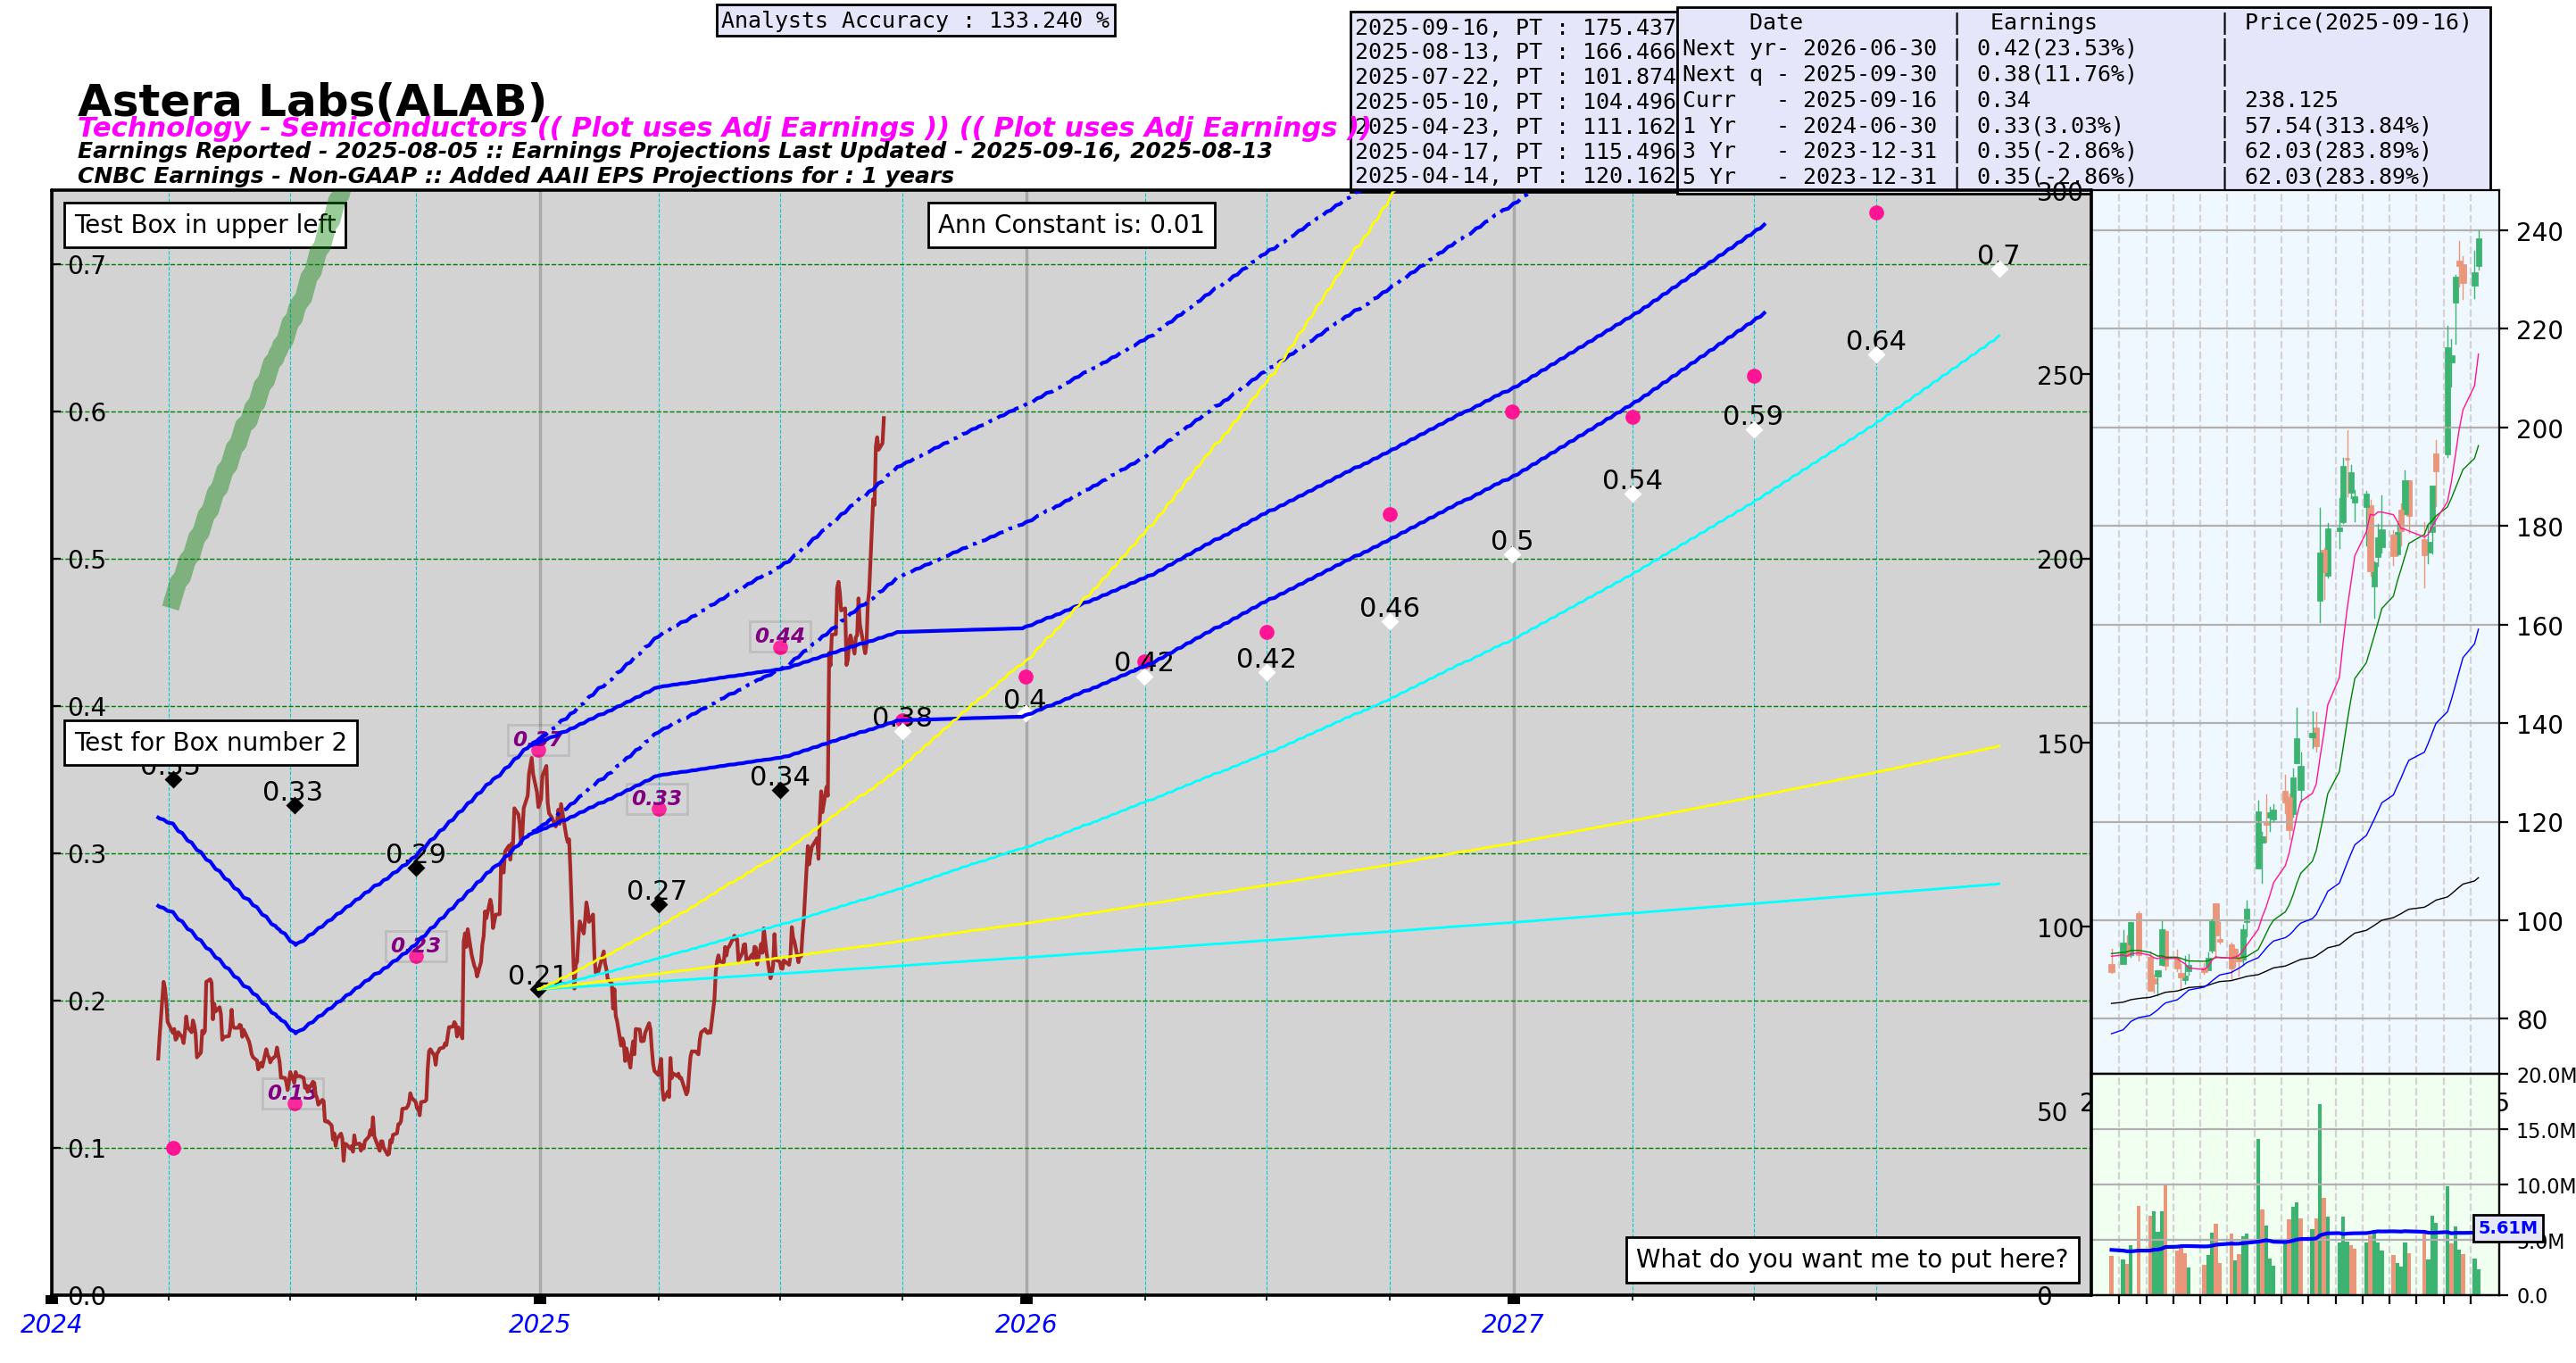 Analysts Accuracy : 133.240 %
2025-09-16, PT : 175.437
2025-08-13, PT : 166.466
2025-07-22, PT : 101.874
2025-05-10, PT : 104.496
2025-04-23, PT : 111.162
2025-04-17, PT : 115.496
2025-04-14, PT : 120.162
Date | Earnings | Price(2025-09-16)
Next yr- 2026-06-30 | 0.42(23.53%) |
Next q - 2025-09-30 | 0.38(11.76%) |
Curr - 2025-09-16 | 0.34 | 238.125
1 Yr - 2024-06-30 | 0.33(3.03%) | 57.54(313.84%)
3 Yr - 2023-12-31 | 0.35(-2.86%) | 62.03(283.89%)
5 Yr - 2023-12-31 | 0.35(-2.86%) | 62.03(283.89%)
Astera Labs(ALAB)
Technology - Semiconductors (( Plot uses Adj Earnings )) (( Plot uses Adj Earnings ))
Earnings Reported - 2025-08-05 :: Earnings Projections Last Updated - 2025-09-16, 2025-08-13
CNBC Earnings - Non-GAAP :: Added AAII EPS Projections for : 1 years
Test Box in upper left
Ann Constant is: 0.01
Test for Box number 2
What do you want me to put here?
0.7
0.6
0.5
0.4
0.3
0.2
0.1
0.0
0.33
0.29
0.21
0.27
0.34
0.38
0.4
0.42
0.42
0.46
0.5
0.54
0.59
0.64
0.7
0.13
0.23
0.37
0.33
0.44
300
250
200
150
100
50
0
2024
2025
2026
2027
240
220
200
180
160
140
120
100
80
20.0M
15.0M
10.0M
5.0M
0.0
5.61M